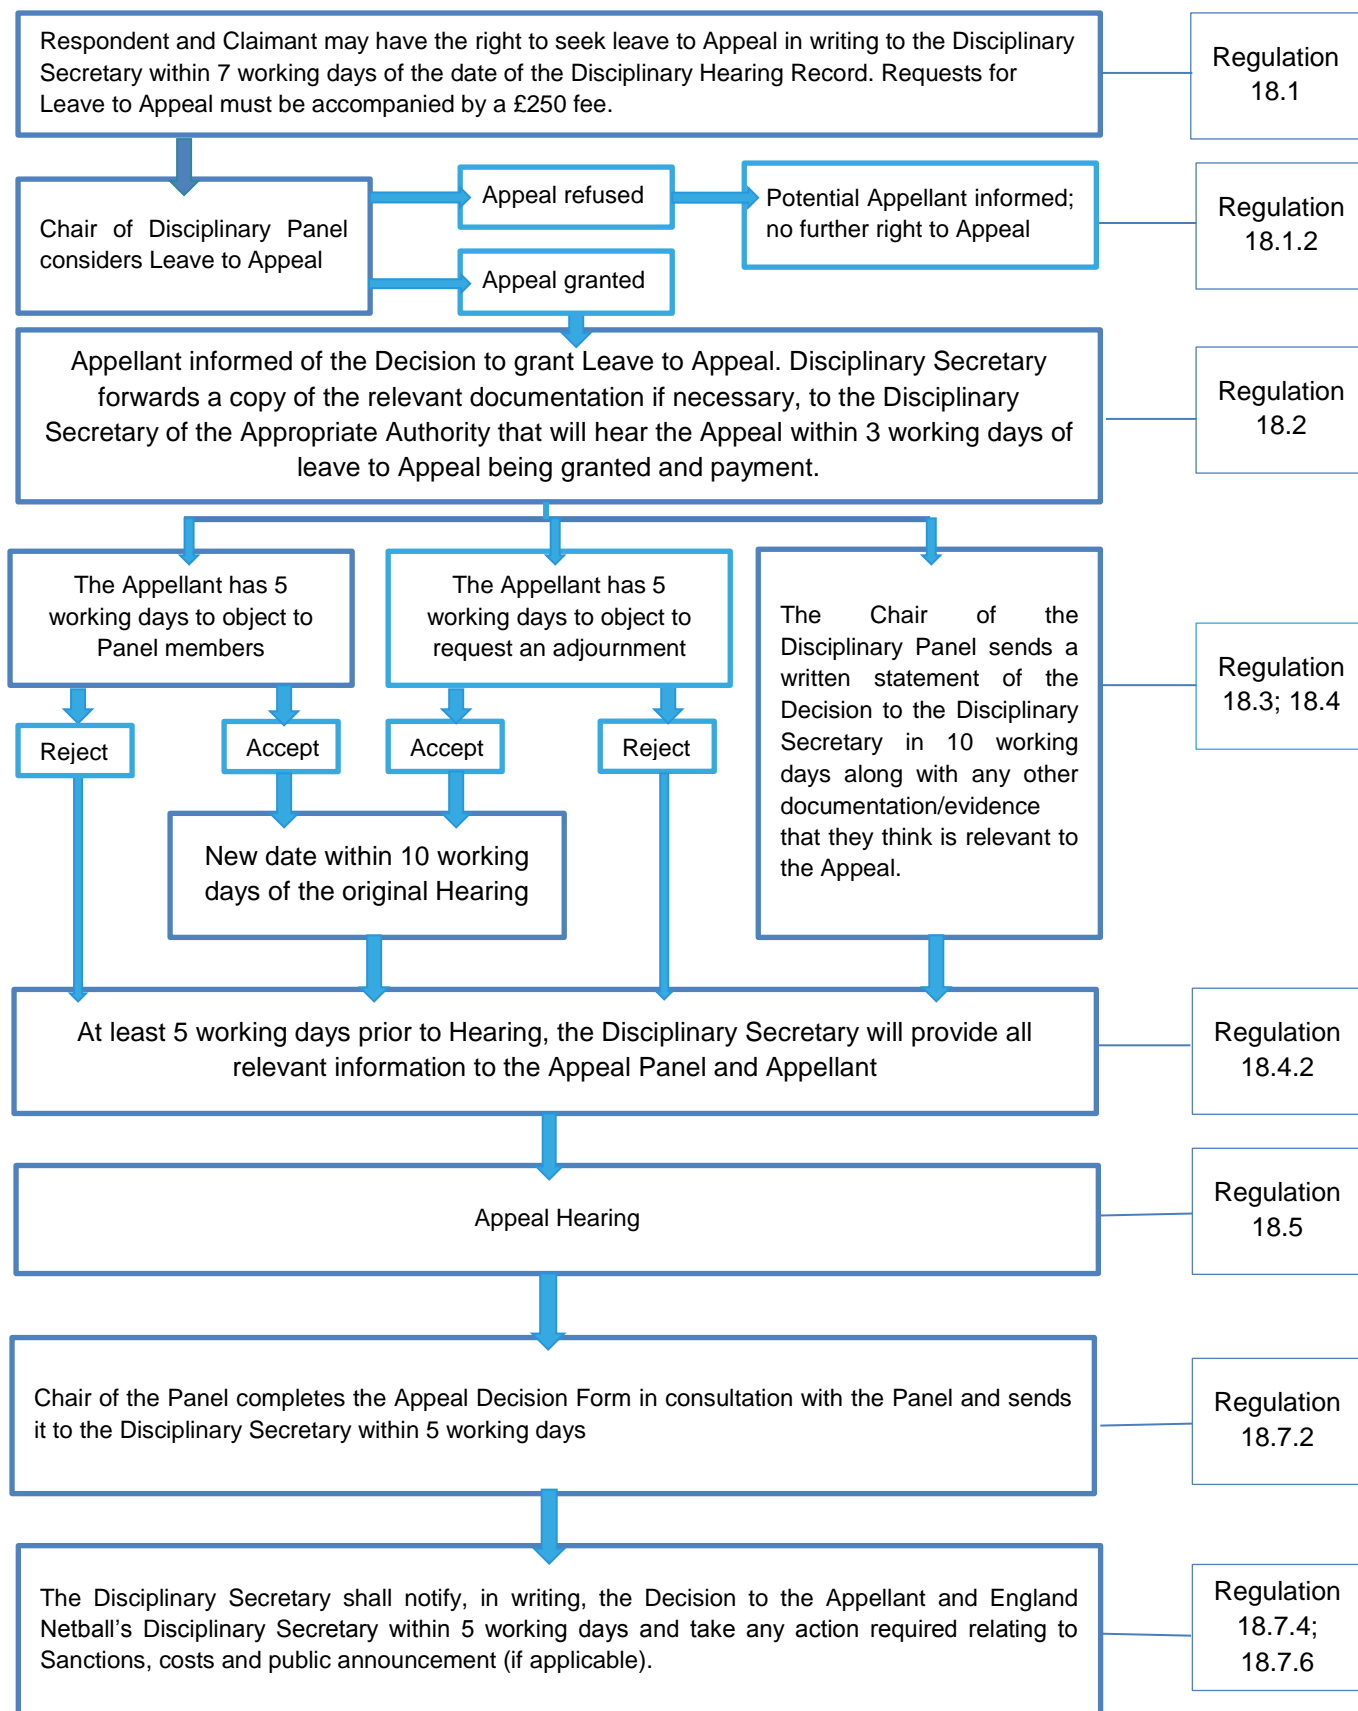 Respondent and Claimant may have the right to seek leave to Appeal in writing to the Disciplinary
Secretary within 7 working days of the date of the Disciplinary Hearing Record. Requests for
Leave to Appeal must be accompanied by a £250 fee.
Regulation
18.1
Chair of Disciplinary Panel
considers Leave to Appeal
Appeal refused
Potential Appellant informed;
no further right to Appeal
Regulation
18.1.2
Appeal granted
Appellant informed of the Decision to grant Leave to Appeal. Disciplinary Secretary
forwards a copy of the relevant documentation if necessary, to the Disciplinary
Secretary of the Appropriate Authority that will hear the Appeal within 3 working days of
leave to Appeal being granted and payment.
Regulation
18.2
The Appellant has 5
working days to object to
Panel members
The Appellant has 5
working days to object to
request an adjournment
The Chair of the
Disciplinary Panel sends a
written statement of the
Decision to the Disciplinary
Secretary in 10 working
days along with any other
documentation/evidence
that they think is relevant to
the Appeal.
Regulation
18.3; 18.4
Reject
Accept
Accept
Reject
New date within 10 working
days of the original Hearing
At least 5 working days prior to Hearing, the Disciplinary Secretary will provide all
relevant information to the Appeal Panel and Appellant
Regulation
18.4.2
Appeal Hearing
Regulation
18.5
Chair of the Panel completes the Appeal Decision Form in consultation with the Panel and sends
it to the Disciplinary Secretary within 5 working days
Regulation
18.7.2
The Disciplinary Secretary shall notify, in writing, the Decision to the Appellant and England
Netball’s Disciplinary Secretary within 5 working days and take any action required relating to
Sanctions, costs and public announcement (if applicable).
Regulation
18.7.4;
18.7.6